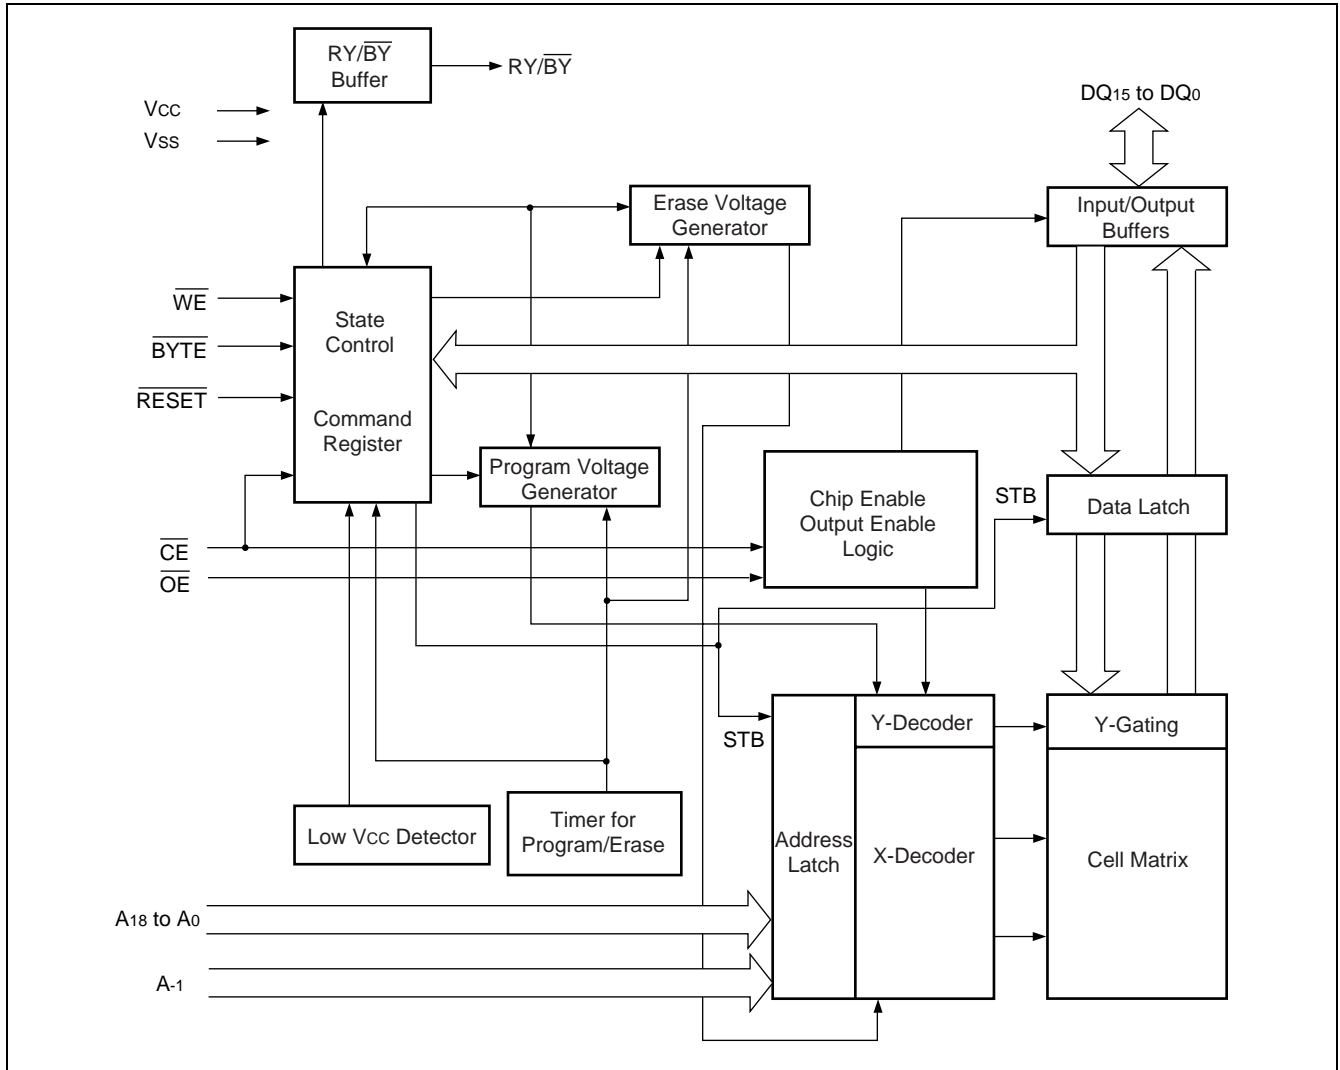 RY/BY
Buffer
RY/BY
VCC
VSS
DQ15 to DQ0
Erase Voltage
Generator
Input/Output
Buffers
WE
State
Control
BYTE
RESET
Command
Register
Program Voltage
Generator
Chip Enable
Output Enable
Logic
STB
Data Latch
CE
OE
STB
Y-Decoder
Y-Gating
Low VCC Detector
Timer for
Program/Erase
Address
Latch
X-Decoder
Cell Matrix
A18 to A0
A-1